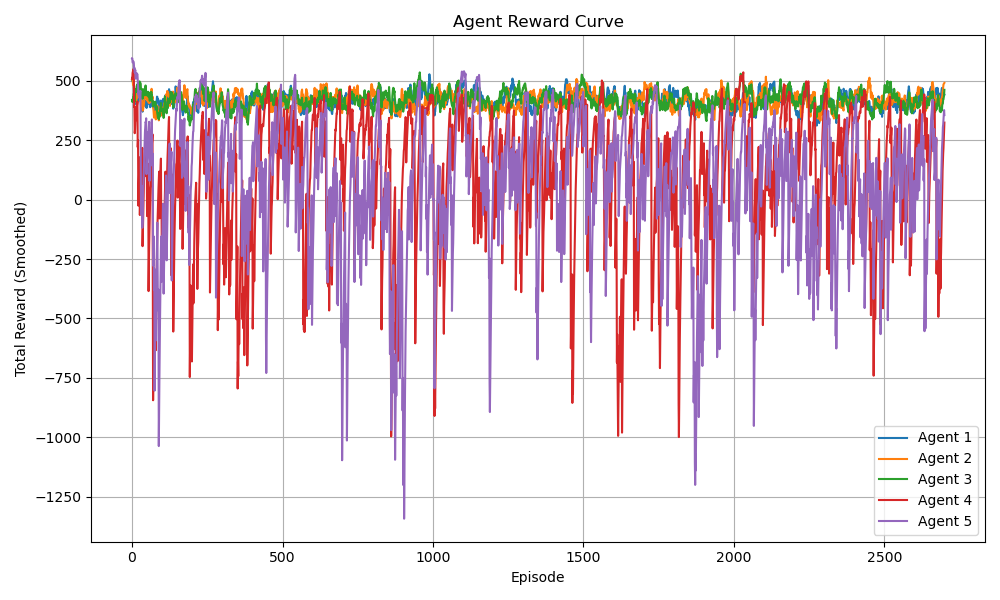 Agent Reward Curve
Total Reward (Smoothed)
500
250
0
−250
−500
−750
−1000
−1250
Agent 1
Agent 2
Agent 3
Agent 4
Agent 5
0
500
1000
1500
2000
2500
Episode